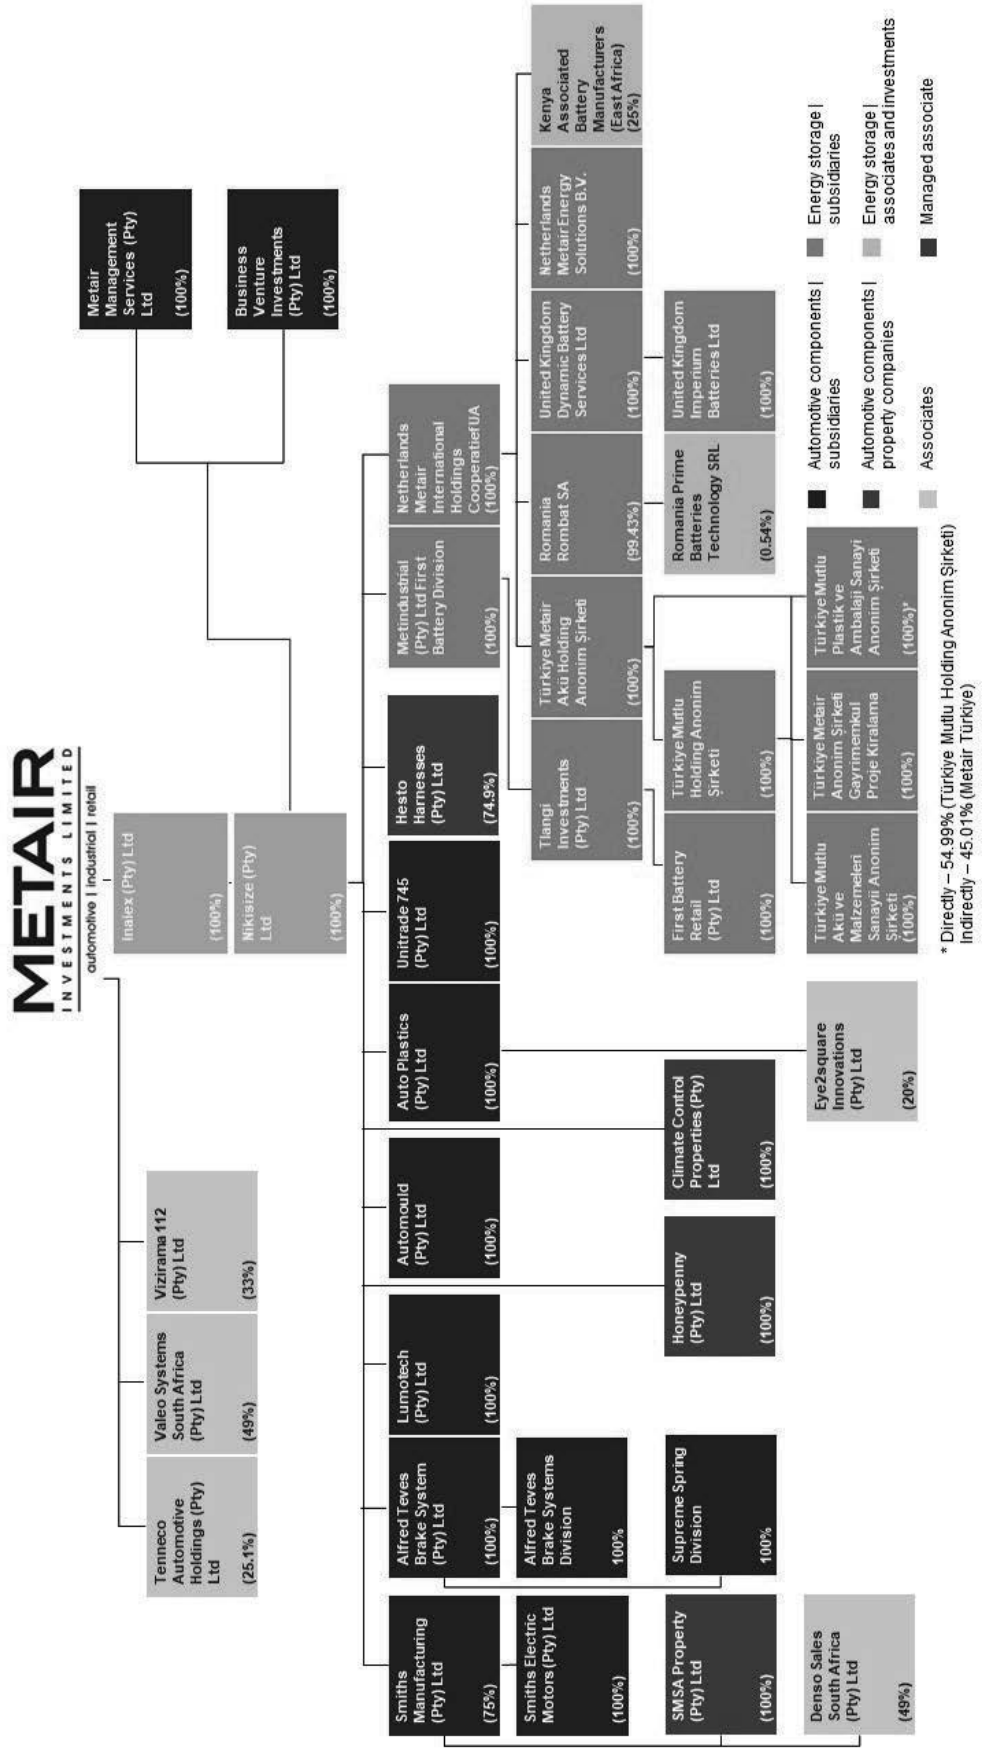 METAIR
INVESTMENTS LIMITED
automotive | industrial | retail
Metair
Management
Services (Pty)
Ltd
(100%)
Business
Venture
Investments
(Pty) Ltd
(100%)
Inalex (Pty) Ltd
(100%)
Nikisize (Pty)
Ltd
(100%)
Tenneco
Automotive
Holdings (Pty)
Ltd
(25.1%)
Valeo Systems
South Africa
(Pty) Ltd
(49%)
Vizirama 112
(Pty) Ltd
(33%)
Smiths
Manufacturing
(Pty) Ltd
(75%)
Alfred Teves
Brake System
(Pty) Ltd
(100%)
Lumotech
(Pty) Ltd
(100%)
Automould
(Pty) Ltd
(100%)
Auto Plastics
(Pty) Ltd
(100%)
Unitrade 745
(Pty) Ltd
(100%)
Hesto
Harnesses
(Pty) Ltd
(74.9%)
Metindustrial
(Pty) Ltd First
Battery Division
(100%)
Netherlands
Metair
International
Holdings
CooperatiefUA
(100%)
Smiths Electric
Motors (Pty) Ltd
(100%)
Alfred Teves
Brake Systems
Division
100%
Tlangi
Investments
(Pty) Ltd
(100%)
Türkiye Metair
Akü Holding
Anonim Şirketi
(100%)
Romania
Rombat SA
(99.43%)
United Kingdom
Dynamic Battery
Services Ltd
(100%)
Netherlands
Metair Energy
Solutions B.V.
(100%)
Kenya
Associated
Battery
Manufacturers
(East Africa)
(25%)
SMSA Property
(Pty) Ltd
(100%)
Supreme Spring
Division
100%
Honeypenny
(Pty) Ltd
(100%)
Climate Control
Properties (Pty)
Ltd
(100%)
First Battery
Retail
(Pty) Ltd
(100%)
Türkiye Mutlu
Holding Anonim
Şirketi
(100%)
Romania Prime
Batteries
Technology SRL
(0.54%)
United Kingdom
Imperium
Batteries Ltd
(100%)
Denso Sales
South Africa
(Pty) Ltd
(49%)
Eye2square
Innovations
(Pty) Ltd
(20%)
Türkiye Mutlu
Akü ve
Malzemeleri
Sanayii Anonim
Şirketi
(100%)
Türkiye Metair
Anonim Şirketi
Gayrimemkul
Proje Kiralama
(100%)
Türkiye Mutlu
Plastik ve
Ambalaji Sanayi
Anonim Şirketi
(100%)*
Automotive components |
subsidiaries
Energy storage |
subsidiaries
Automotive components |
property companies
Energy storage |
associates and investments
Associates
Managed associate
* Directly – 54.99% (Türkiye Mutlu Holding Anonim Şirketi)
Indirectly – 45.01% (Metair Türkiye)